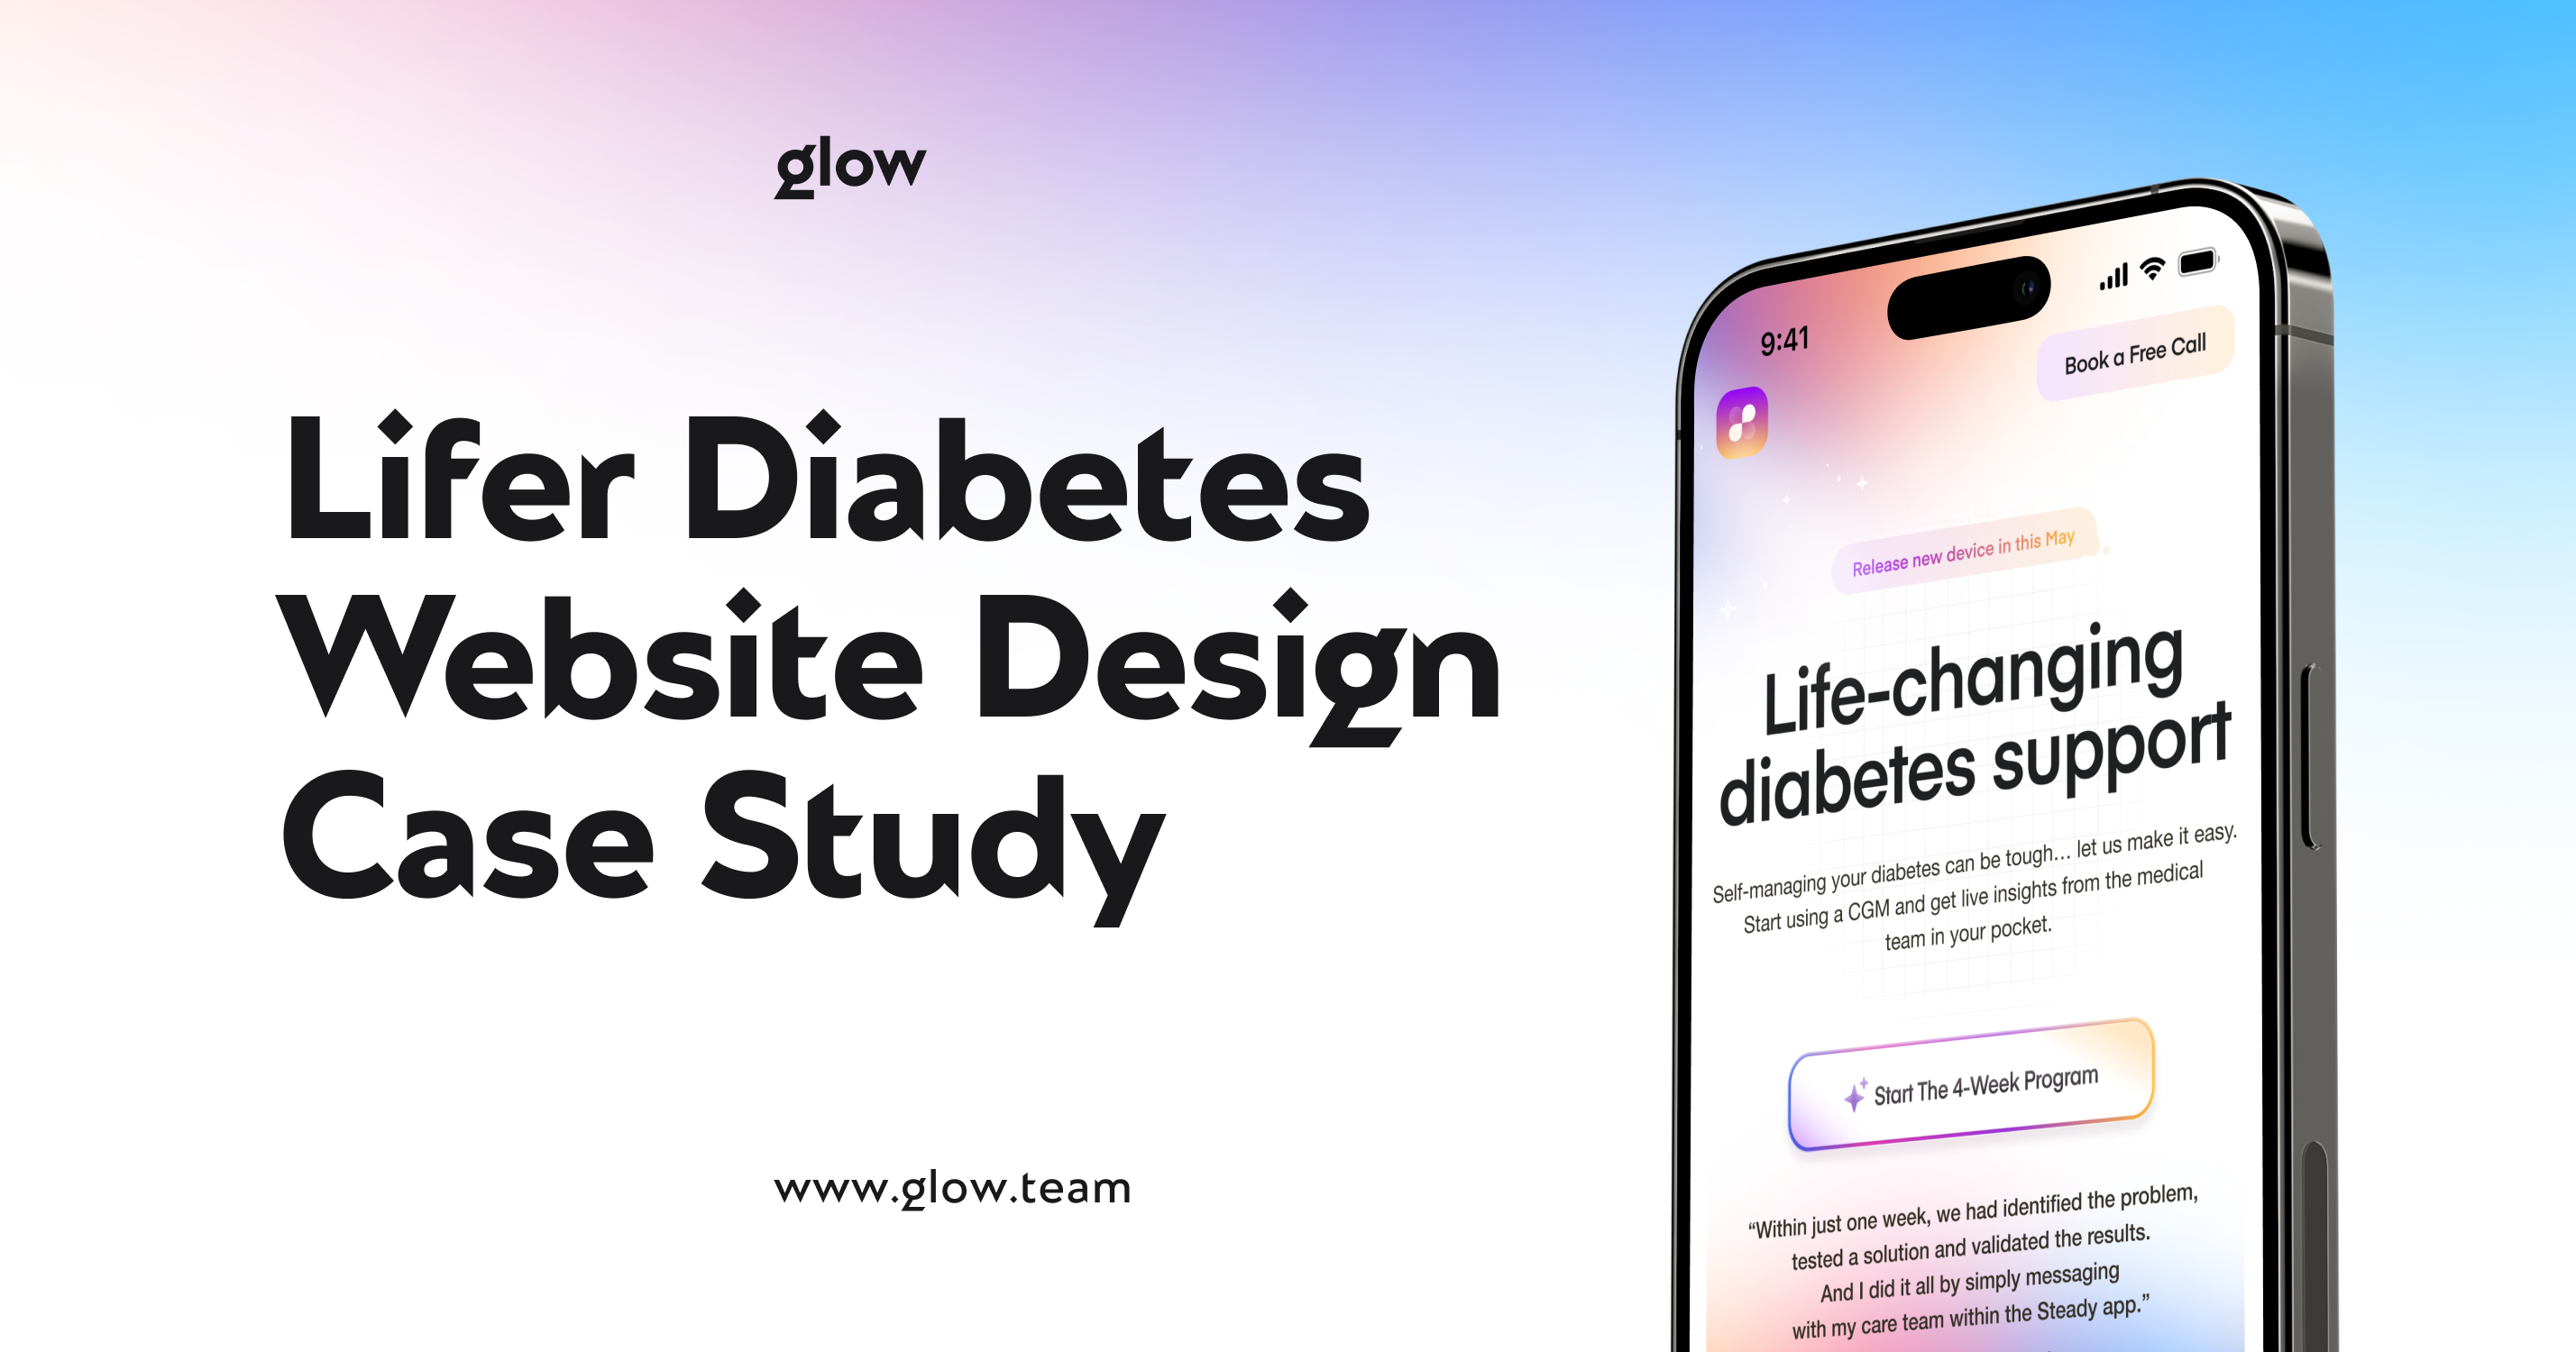 glow
Lifer Diabetes
Website Design
Case Study
www.glow.team
9:41
Book a Free Call
Release new device in this May
Life-changing
diabetes support
Self-managing your diabetes can be tough... let us make it easy.
Start using a CGM and get live insights from the medical
team in your pocket.
Start The 4-Week Program
“Within just one week, we had identified the problem,
tested a solution and validated the results.
And I did it all by simply messaging
with my care team within the Steady app.”